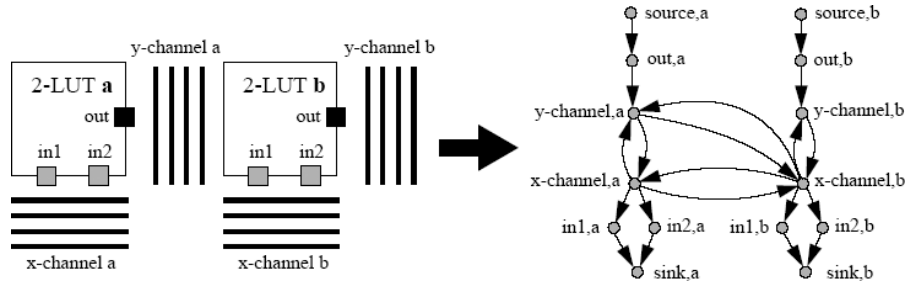 y-channel a
y-channel b
2-LUT a
out
in1 in2
x-channel a
2-LUT b
out
in1 in2
x-channel b
source,a
source,b
out,a
out,b
y-channel,a
y-channel,b
x-channel,a
x-channel,b
in1,a
in2,a
in1,b
in2,b
sink,a
sink,b